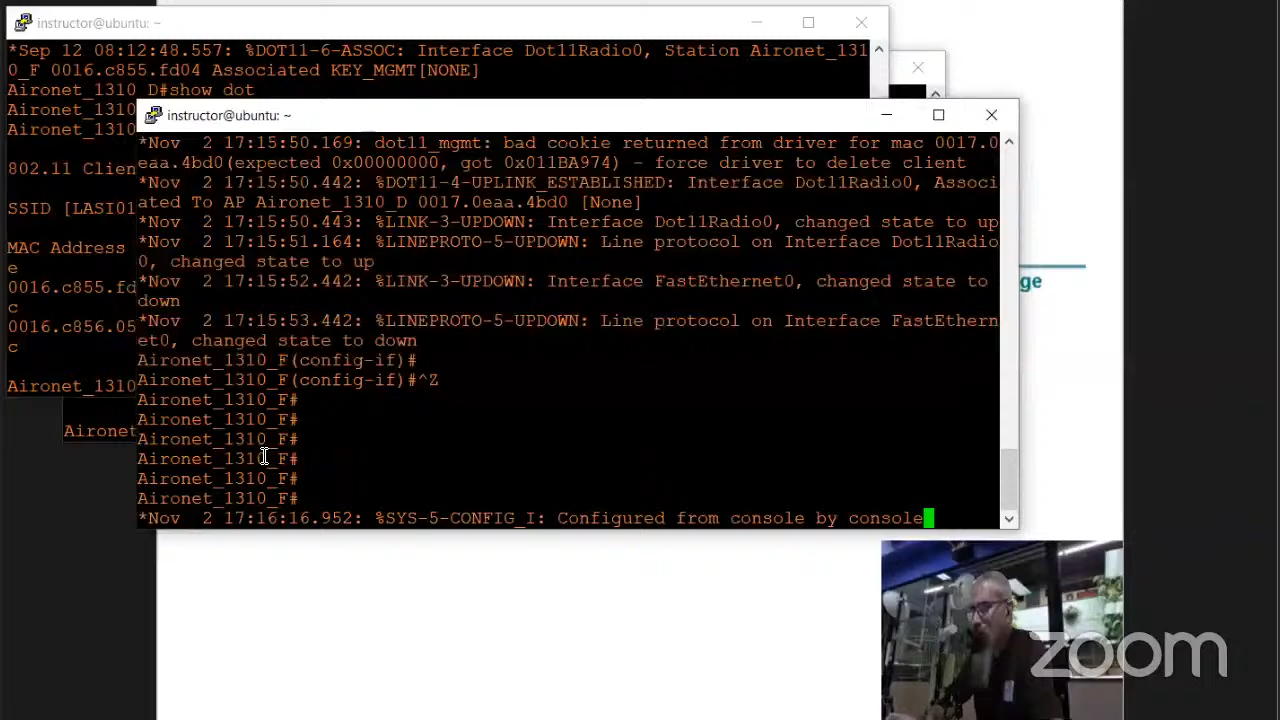 instructor@ubuntu: ~
*Sep 12 08:12:48.557: %DOT11-6-ASSOC: Interface Dot11Radio0, Station Aironet_131
0_F 0016.c855.fd04 Associated KEY_MGMT[NONE]
Aironet_1310_D#show dot
Aironet_1310
Aironet_1310
802.11 Clien
SSID [LASI01
MAC Address
e
0016.c855.fd
c
0016.c856.05
c
Aironet_1310
Aironet
instructor@ubuntu: ~
*Nov  2 17:15:50.169: dot11_mgmt: bad cookie returned from driver for mac 0017.0
eaa.4bd0(expected 0x00000000, got 0x011BA974) - force driver to delete client
*Nov  2 17:15:50.442: %DOT11-4-UPLINK_ESTABLISHED: Interface Dot11Radio0, Associ
ated To AP Aironet_1310_D 0017.0eaa.4bd0 [None]
*Nov  2 17:15:50.443: %LINK-3-UPDOWN: Interface Dot11Radio0, changed state to up
*Nov  2 17:15:51.164: %LINEPROTO-5-UPDOWN: Line protocol on Interface Dot11Radio
0, changed state to up
*Nov  2 17:15:52.442: %LINK-3-UPDOWN: Interface FastEthernet0, changed state to
down
*Nov  2 17:15:53.442: %LINEPROTO-5-UPDOWN: Line protocol on Interface FastEthern
et0, changed state to down
Aironet_1310_F(config-if)#
Aironet_1310_F(config-if)#^Z
Aironet_1310_F#
Aironet_1310_F#
Aironet_1310_F#
Aironet_1310_F#
Aironet_1310_F#
Aironet_1310_F#
*Nov  2 17:16:16.952: %SYS-5-CONFIG_I: Configured from console by console
ge
zoom